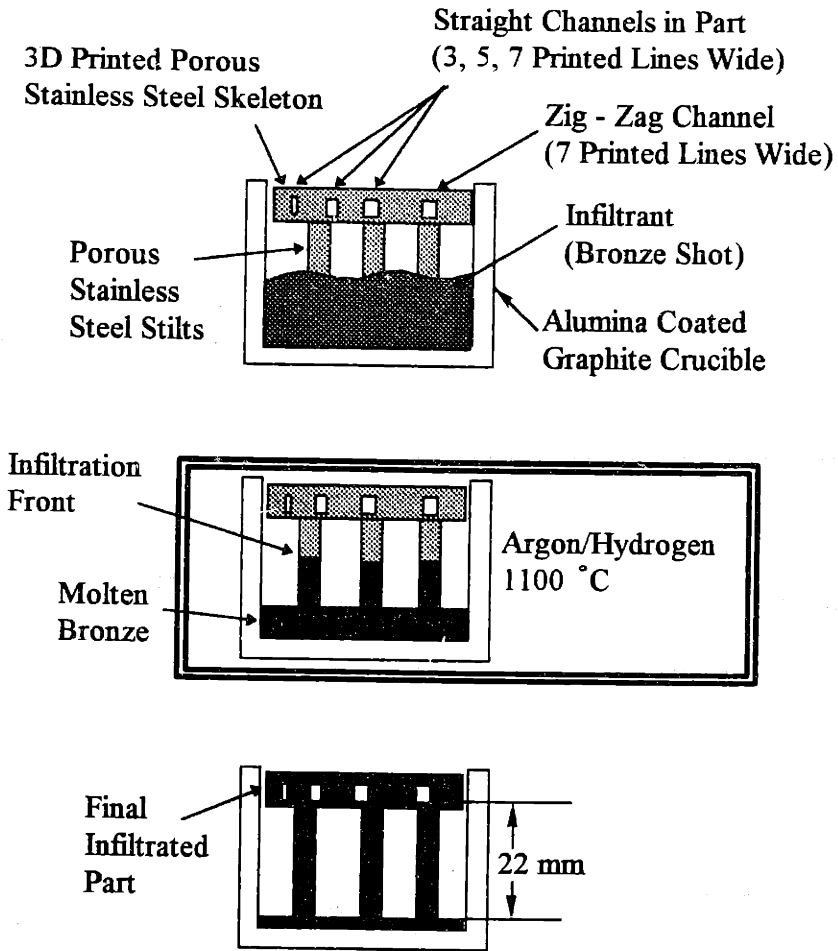 Straight Channels in Part
(3, 5, 7 Printed Lines Wide)
3D Printed Porous
Stainless Steel Skeleton
Zig - Zag Channel
(7 Printed Lines Wide)
Infiltrant
(Bronze Shot)
Porous
Stainless
Steel Stilts
Alumina Coated
Graphite Crucible
Infiltration
Front
Argon/Hydrogen
1100 °C
Molten
Bronze
Final
Infiltrated
Part
22 mm